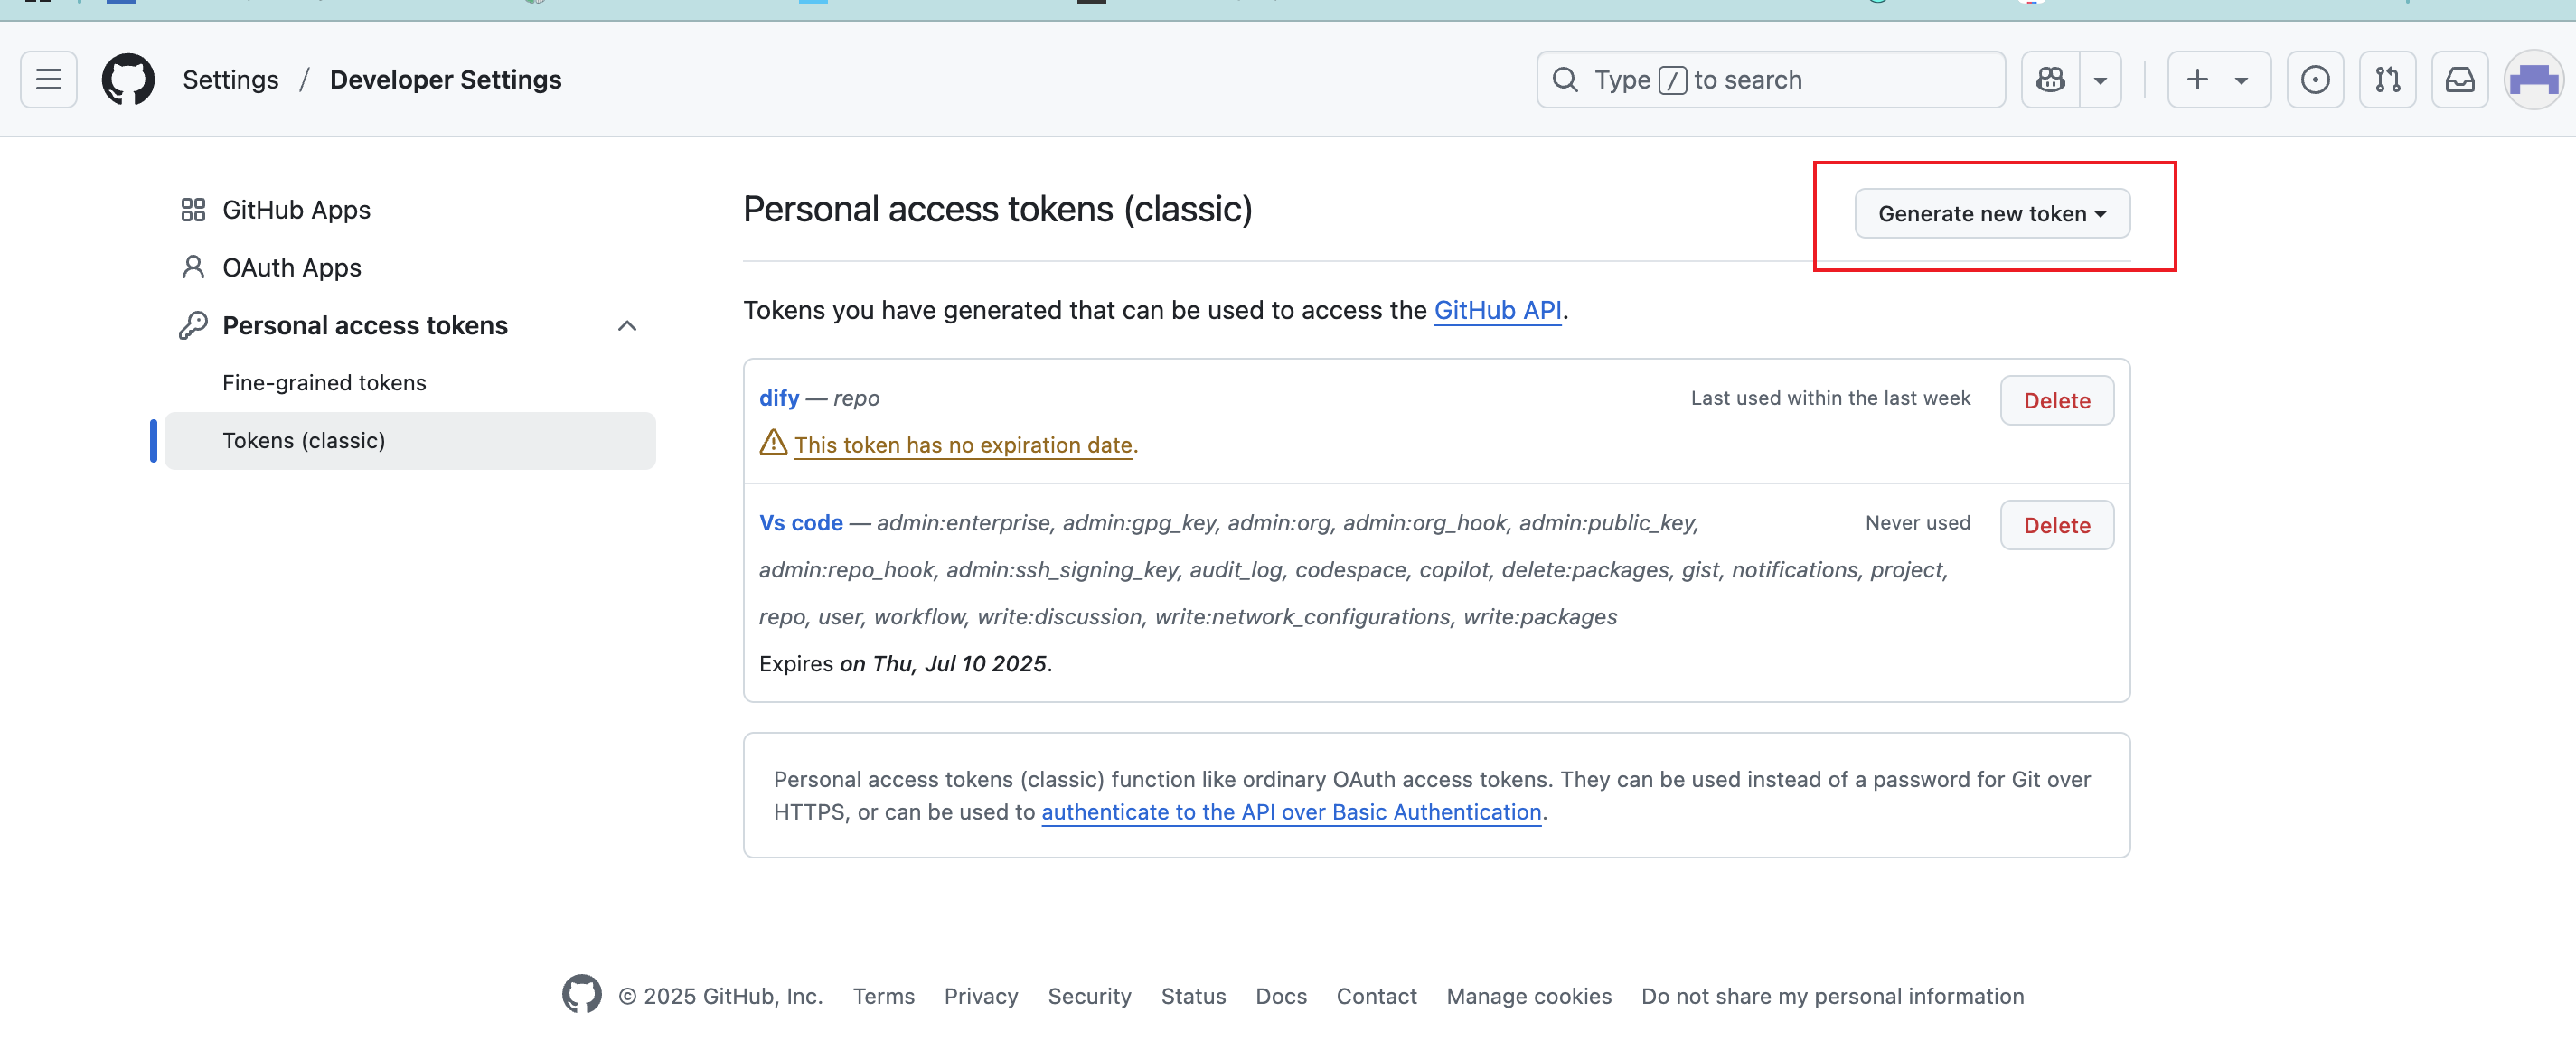 Settings / Developer Settings
Type / to search
GitHub Apps
OAuth Apps
Personal access tokens
Fine-grained tokens
Tokens (classic)
Personal access tokens (classic)
Generate new token
Tokens you have generated that can be used to access the GitHub API.
dify — repo
Last used within the last week
Delete
This token has no expiration date.
Vs code — admin:enterprise, admin:gpg_key, admin:org, admin:org_hook, admin:public_key,
Never used
Delete
admin:repo_hook, admin:ssh_signing_key, audit_log, codespace, copilot, delete:packages, gist, notifications, project,
repo, user, workflow, write:discussion, write:network_configurations, write:packages
Expires on Thu, Jul 10 2025.
Personal access tokens (classic) function like ordinary OAuth access tokens. They can be used instead of a password for Git over
HTTPS, or can be used to authenticate to the API over Basic Authentication.
© 2025 GitHub, Inc. Terms Privacy Security Status Docs Contact Manage cookies Do not share my personal information